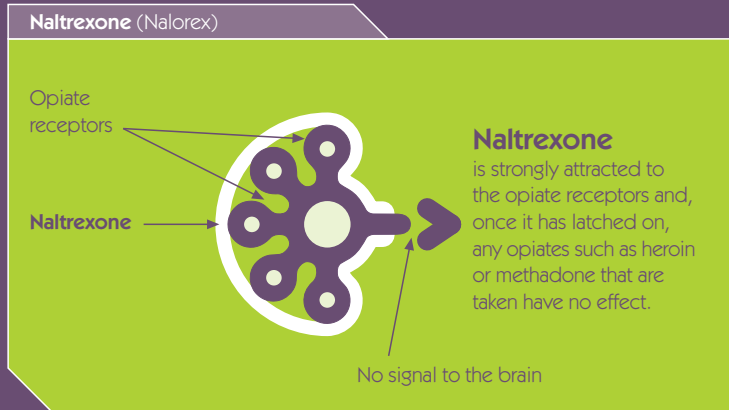 Naltrexone (Nalorex)
Opiate
receptors
Naltrexone
Naltrexone
is strongly attracted to
the opiate receptors and,
once it has latched on,
any opiates such as heroin
or methadone that are
taken have no effect.
No signal to the brain